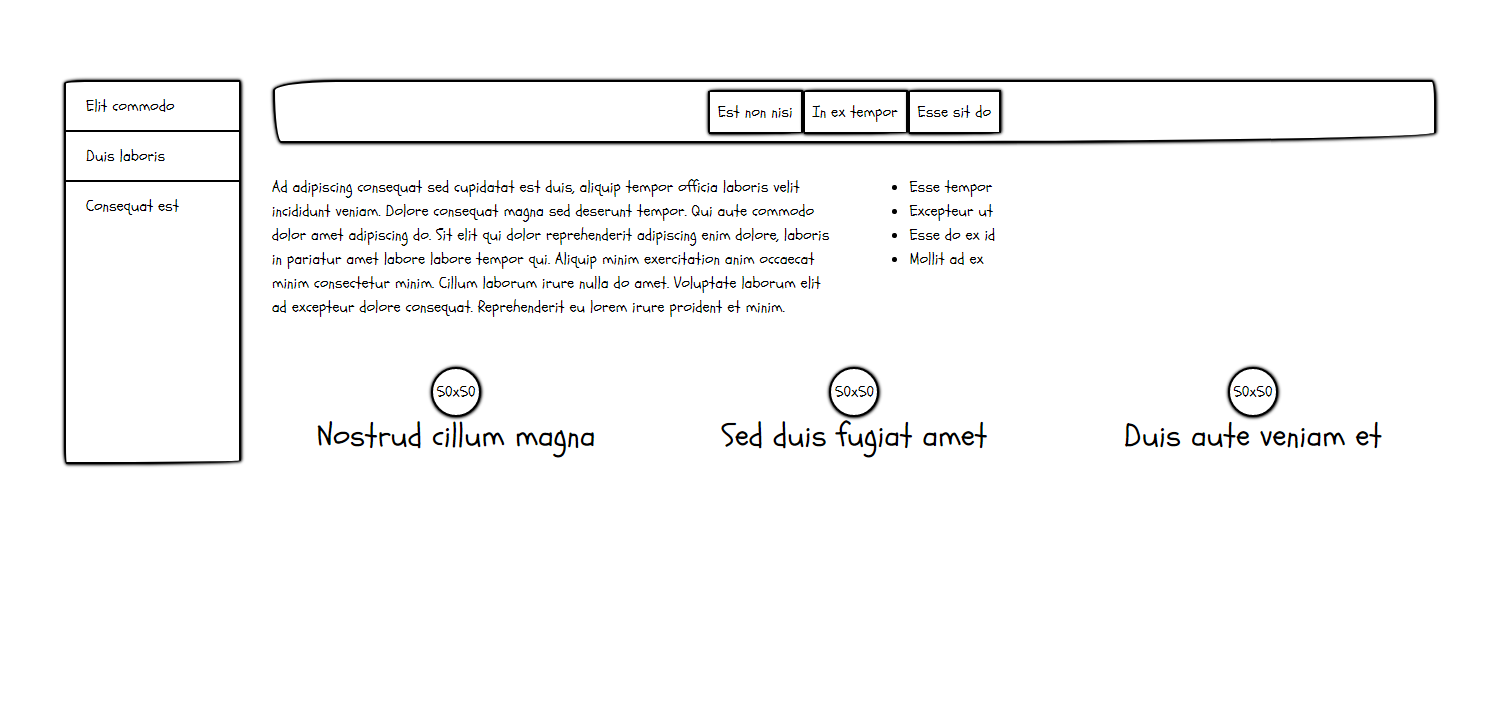 Elit commodo
Duis laboris
Consequat est
Est non nisi
In ex tempor
Esse sit do
Ad adipiscing consequat sed cupidatat est duis, aliquip tempor officia laboris velit
incididunt veniam. Dolore consequat magna sed deserunt tempor. Qui aute commodo
dolor amet adipiscing do. Sit elit qui dolor reprehenderit adipiscing enim dolore, laboris
in pariatur amet labore labore tempor qui. Aliquip minim exercitation anim occaecat
minim consectetur minim. Cillum laborum irure nulla do amet. Voluptate laborum elit
ad excepteur dolore consequat. Reprehenderit eu lorem irure proident et minim.
Esse tempor
Excepteur ut
Esse do ex id
Mollit ad ex
50x50
Nostrud cillum magna
50x50
Sed duis fugiat amet
50x50
Duis aute veniam et